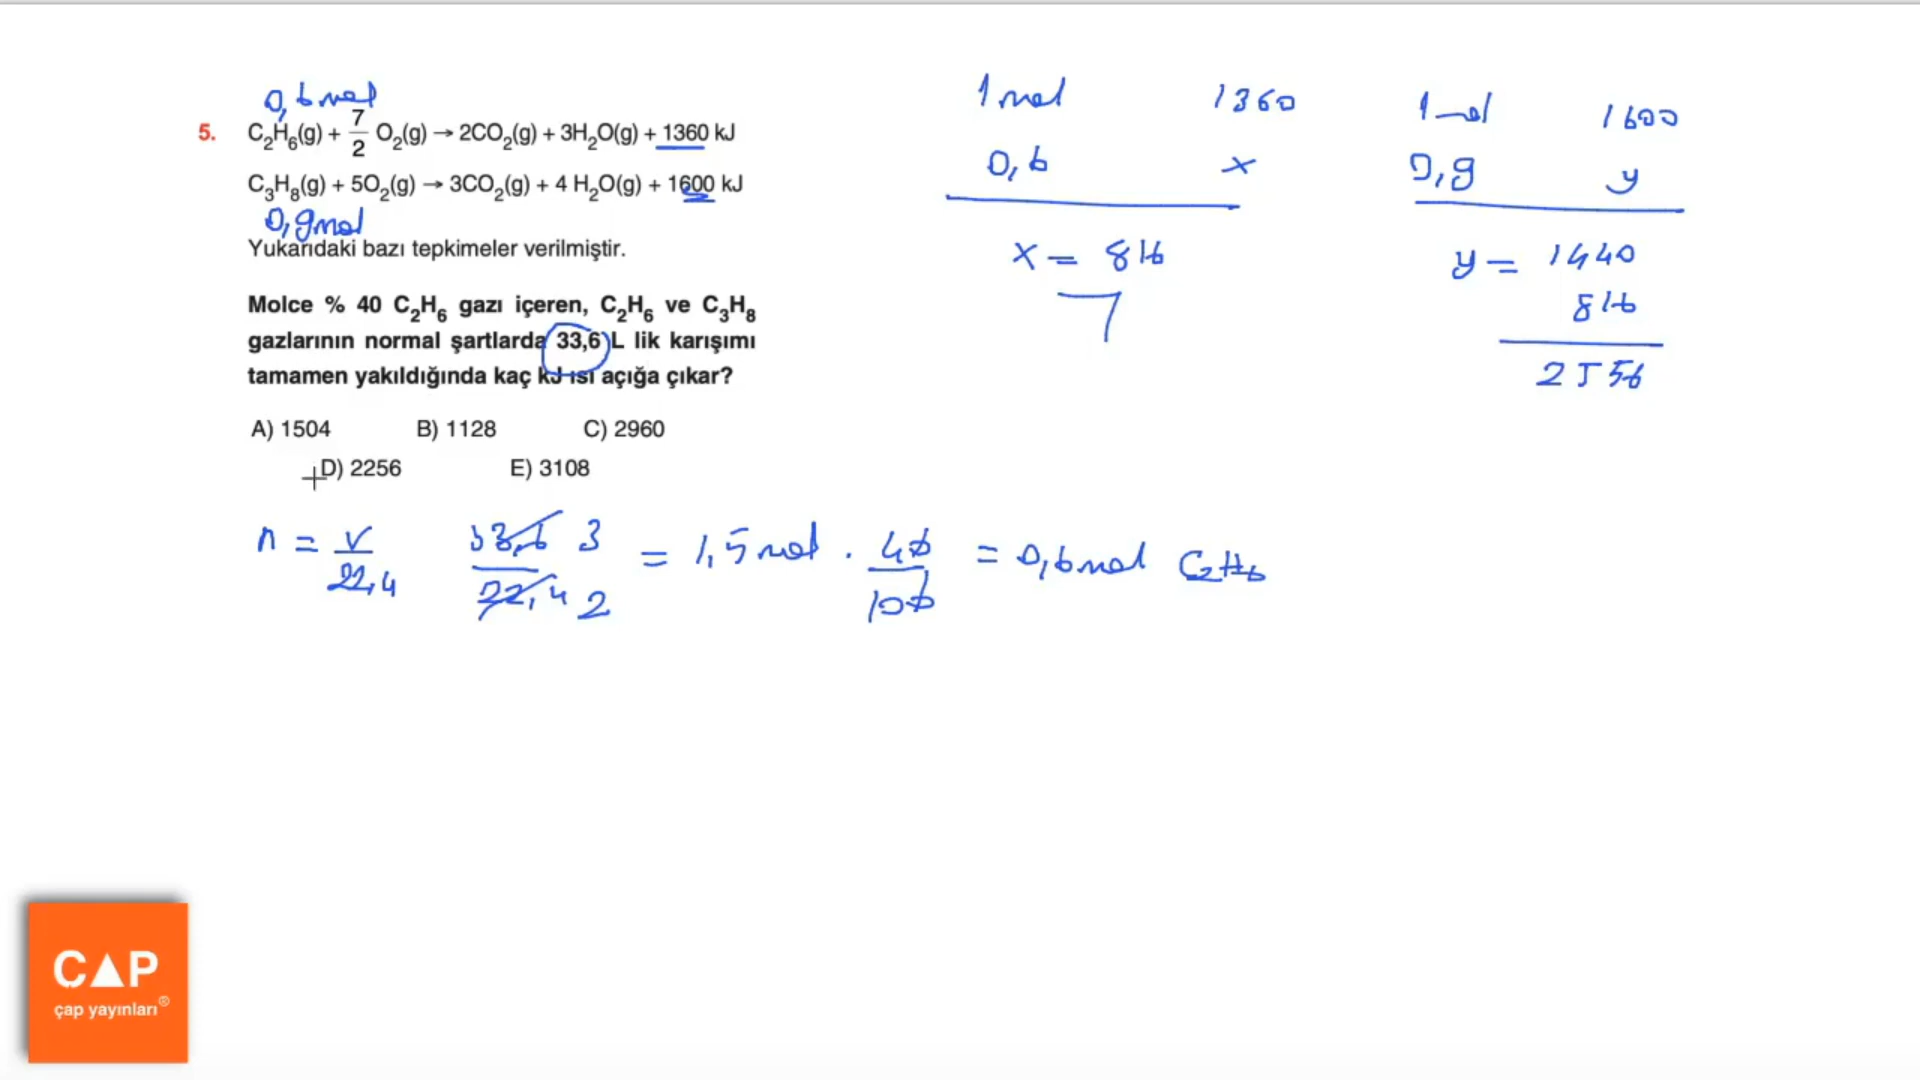 0,6 mol
5. C₂H₆(g) + 7/2 O₂(g) → 2CO₂(g) + 3H₂O(g) + 1360 kJ
C₃H₈(g) + 5O₂(g) → 3CO₂(g) + 4 H₂O(g) + 1600 kJ
0,9 mol
Yukarıdaki bazı tepkimeler verilmiştir.
Molce % 40 C₂H₆ gazı içeren, C₂H₆ ve C₃H₈
gazlarının normal şartlarda 33,6 L lik karışımı
tamamen yakıldığında kaç kJ ısı açığa çıkar?
A) 1504 B) 1128 C) 2960
D) 2256 E) 3108
n = V/22,4 33,6/22,4 3/2 = 1,5 mol . 40/100 = 0,6 mol C₂H₆
1 mol 1360
0,6 x
x = 816
1 mol 1600
0,9 y
y = 1440
816
2556
ÇAP
çap yayınları®